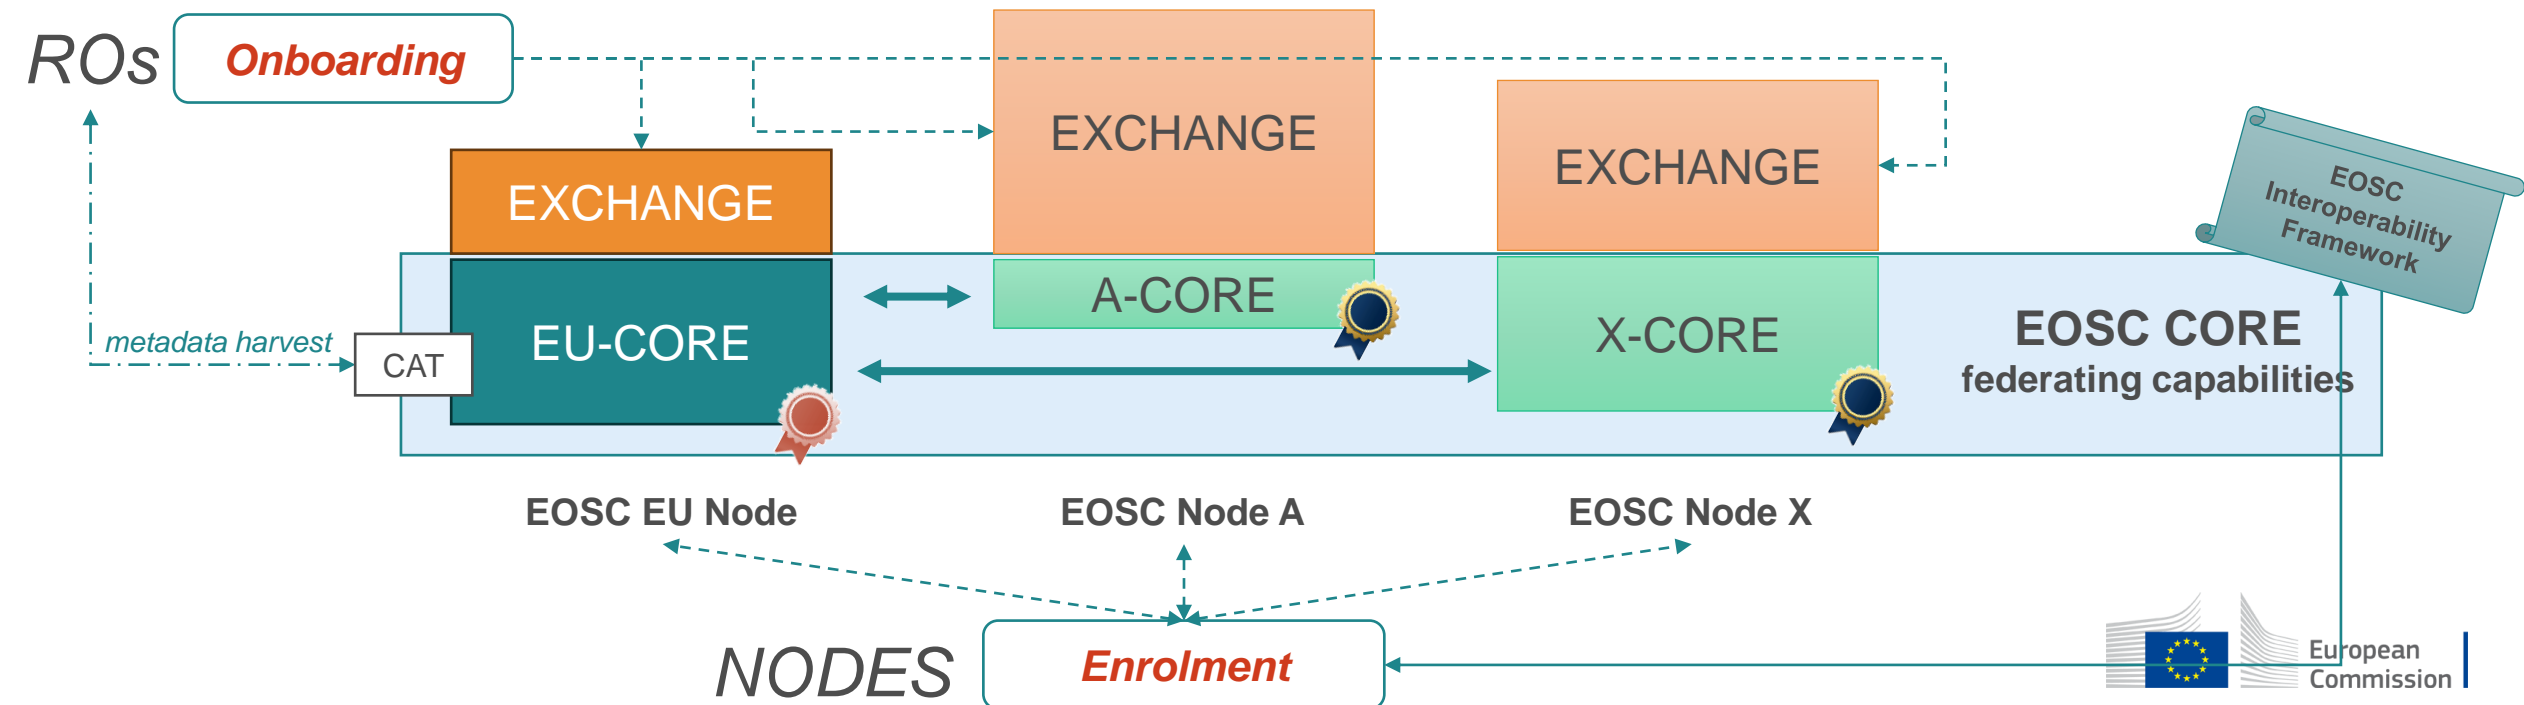 ROs
Onboarding
EXCHANGE
EXCHANGE
EXCHANGE
EOSC
Interoperability
Framework
metadata harvest
CAT
EU-CORE
A-CORE
X-CORE
EOSC CORE
federating capabilities
EOSC EU Node
EOSC Node A
EOSC Node X
NODES
Enrolment
European
Commission